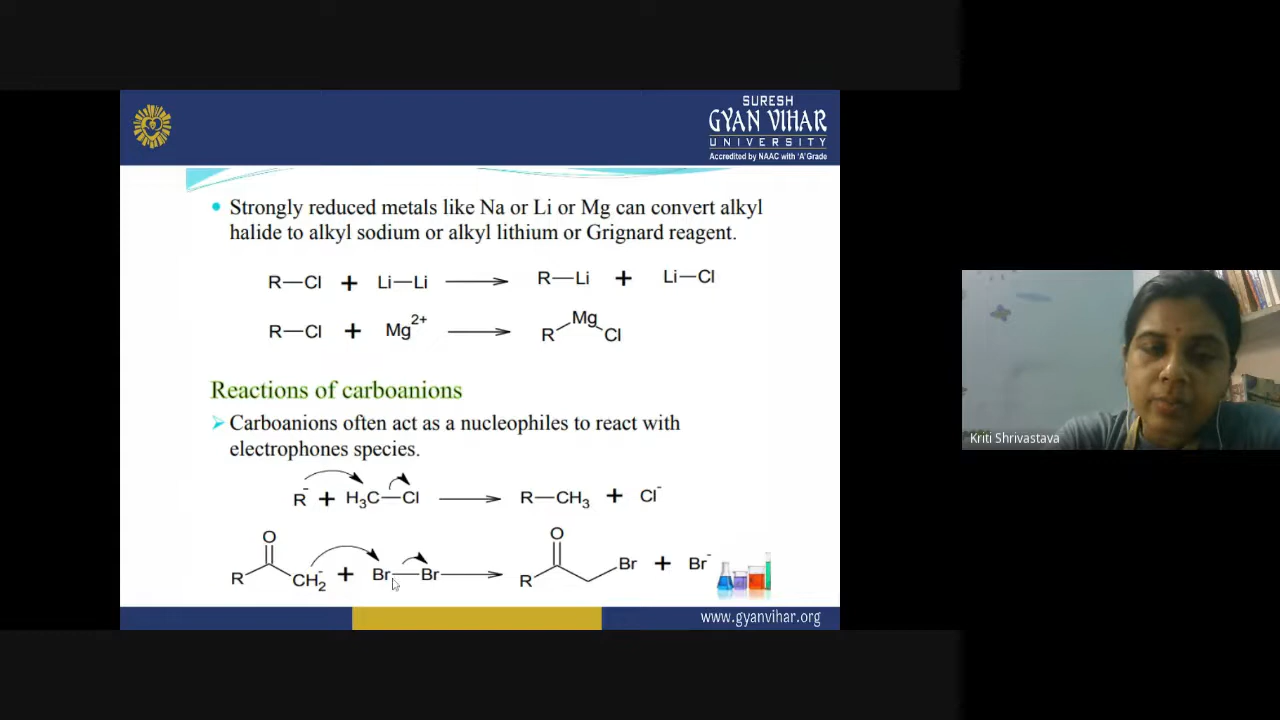 SURESH
GYAN VIHAR
UNIVERSITY
Accredited by NAAC with 'A' Grade
Strongly reduced metals like Na or Li or Mg can convert alkyl
halide to alkyl sodium or alkyl lithium or Grignard reagent.
R—Cl + Li—Li ⟶ R—Li + Li—Cl
R—Cl + Mg2+ ⟶ R Mg Cl
Reactions of carboanions
Carboanions often act as a nucleophiles to react with
electrophones species.
R- + H3C—Cl ⟶ R—CH3 + Cl-
O O
R CH2- + Br—Br ⟶ R Br + Br-
www.gyanvihar.org
Kriti Shrivastava